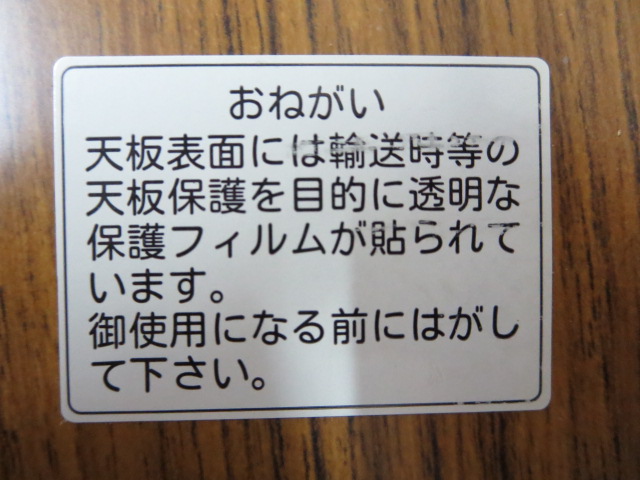 おねがい
天板表面には輸送時等の
天板保護を目的に透明な
保護フィルムが貼られて
います。
御使用になる前にはがし
て下さい。